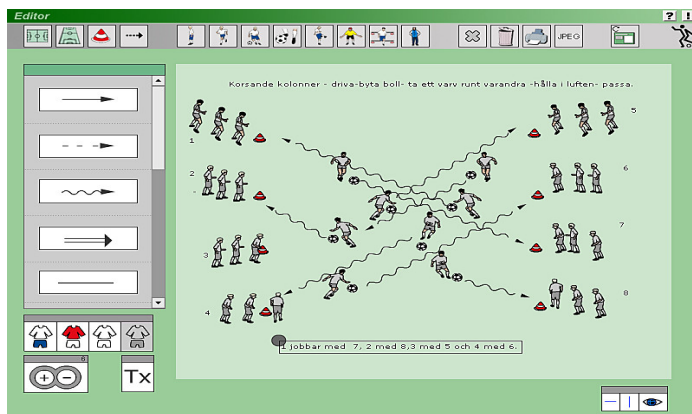 Editor
? !
JPEG
Korsande kolonner - driva-byta boll- ta ett varv runt varandra -hålla i luften- passa.
1
5
2
6
3
7
4
8
1 jobbar med 7, 2 med 8,3 med 5 och 4 med 6.
6
Tx